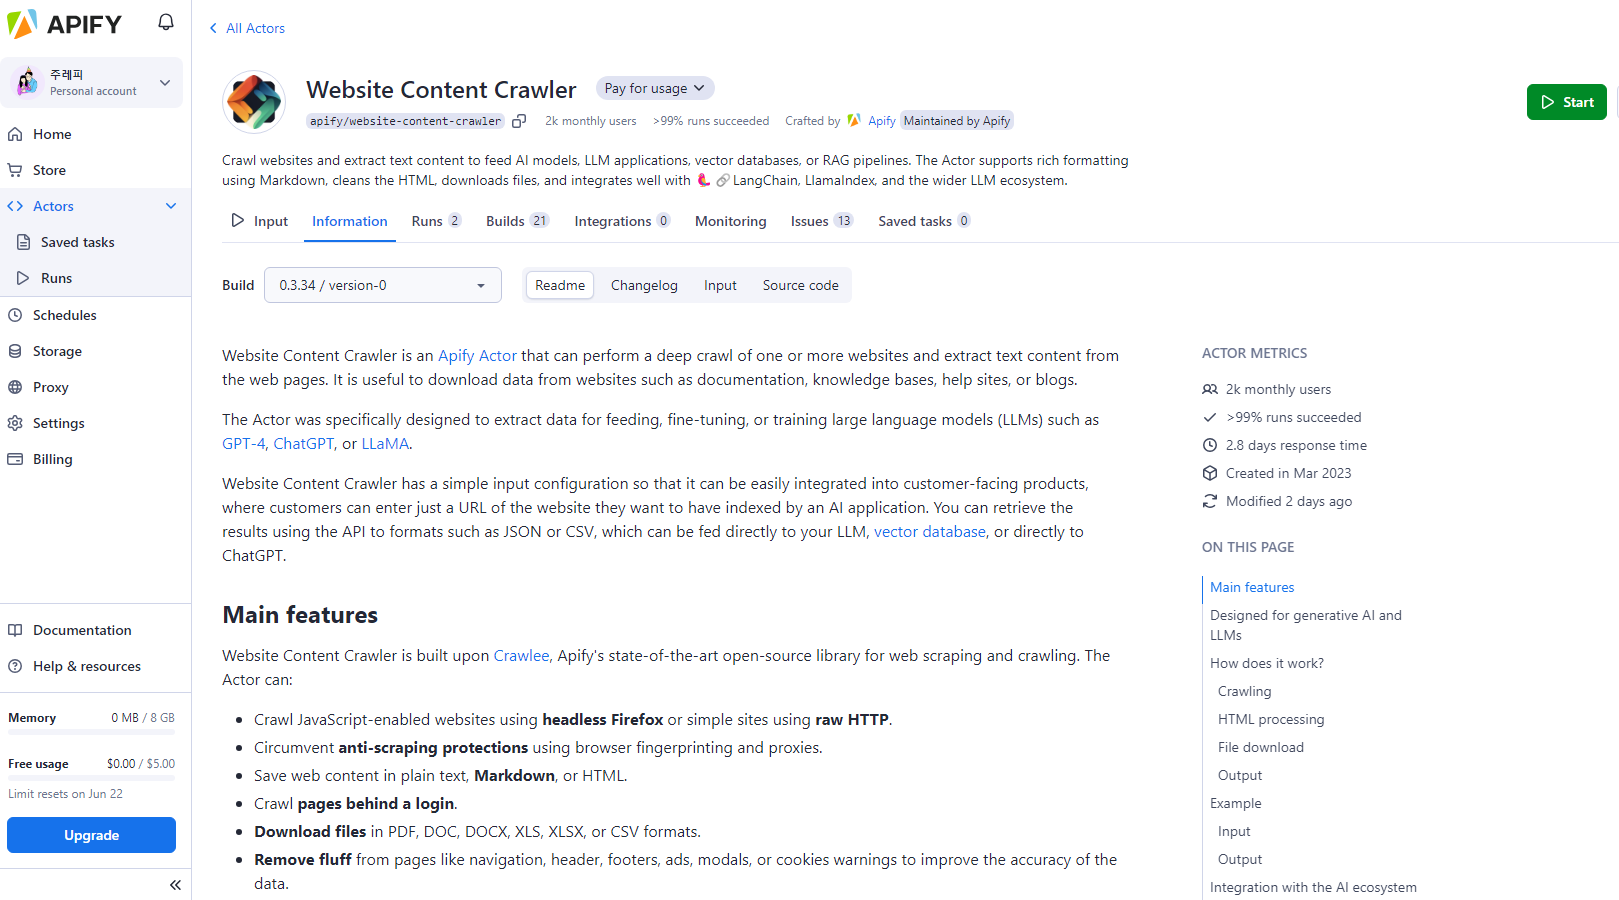 APIFY
주레피
Personal account
Home
Store
Actors
Saved tasks
Runs
Schedules
Storage
Proxy
Settings
Billing
Documentation
Help & resources
Memory 0 MB / 8 GB
Free usage $0.00 / $5.00
Limit resets on Jun 22
Upgrade
All Actors
Website Content Crawler Pay for usage
apify/website-content-crawler 2k monthly users >99% runs succeeded Crafted by Apify Maintained by Apify
Start
Crawl websites and extract text content to feed AI models, LLM applications, vector databases, or RAG pipelines. The Actor supports rich formatting
using Markdown, cleans the HTML, downloads files, and integrates well with 🦜🔗 LangChain, LlamaIndex, and the wider LLM ecosystem.
Input Information Runs 2 Builds 21 Integrations 0 Monitoring Issues 13 Saved tasks 0
Build 0.3.34 / version-0 Readme Changelog Input Source code
Website Content Crawler is an Apify Actor that can perform a deep crawl of one or more websites and extract text content from
the web pages. It is useful to download data from websites such as documentation, knowledge bases, help sites, or blogs.
The Actor was specifically designed to extract data for feeding, fine-tuning, or training large language models (LLMs) such as
GPT-4, ChatGPT, or LLaMA.
Website Content Crawler has a simple input configuration so that it can be easily integrated into customer-facing products,
where customers can enter just a URL of the website they want to have indexed by an AI application. You can retrieve the
results using the API to formats such as JSON or CSV, which can be fed directly to your LLM, vector database, or directly to
ChatGPT.
Main features
Website Content Crawler is built upon Crawlee, Apify's state-of-the-art open-source library for web scraping and crawling. The
Actor can:
• Crawl JavaScript-enabled websites using headless Firefox or simple sites using raw HTTP.
• Circumvent anti-scraping protections using browser fingerprinting and proxies.
• Save web content in plain text, Markdown, or HTML.
• Crawl pages behind a login.
• Download files in PDF, DOC, DOCX, XLS, XLSX, or CSV formats.
• Remove fluff from pages like navigation, header, footers, ads, modals, or cookies warnings to improve the accuracy of the
data.
ACTOR METRICS
2k monthly users
>99% runs succeeded
2.8 days response time
Created in Mar 2023
Modified 2 days ago
ON THIS PAGE
Main features
Designed for generative AI and
LLMs
How does it work?
Crawling
HTML processing
File download
Output
Example
Input
Output
Integration with the AI ecosystem